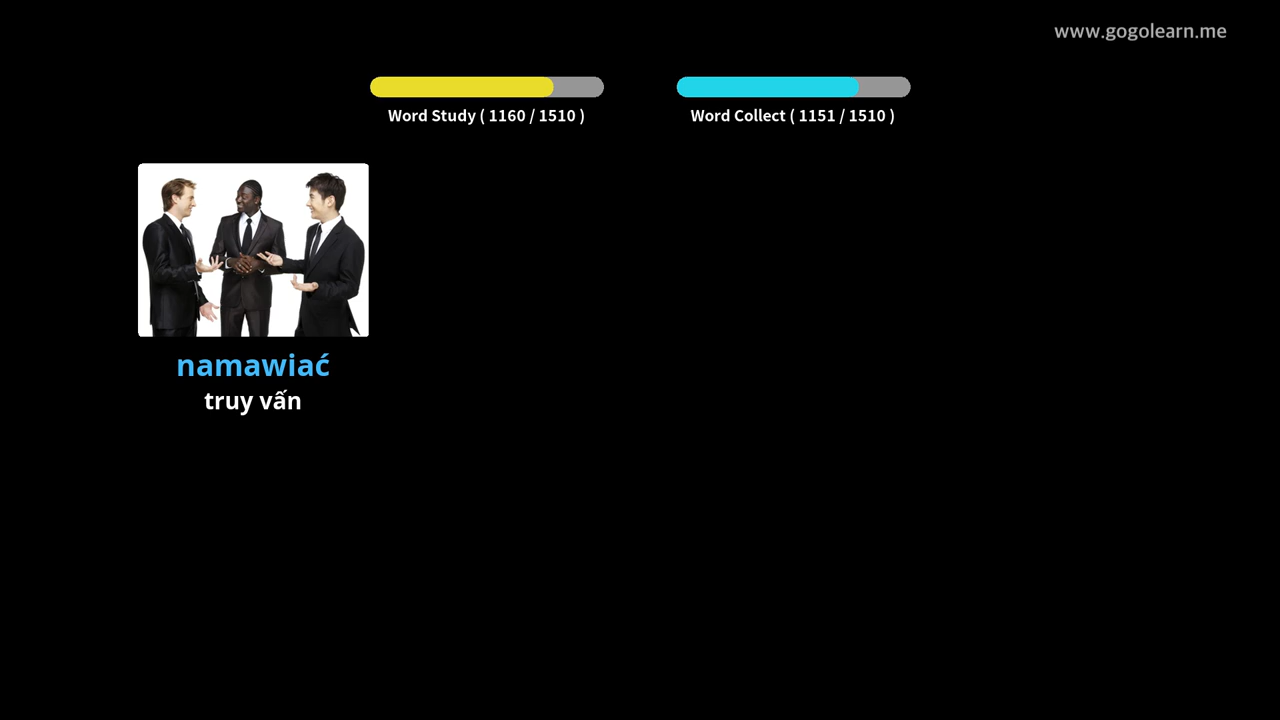 www.gogolearn.me
Word Study ( 1160 / 1510 )
Word Collect ( 1151 / 1510 )
namawiać
truy vấn